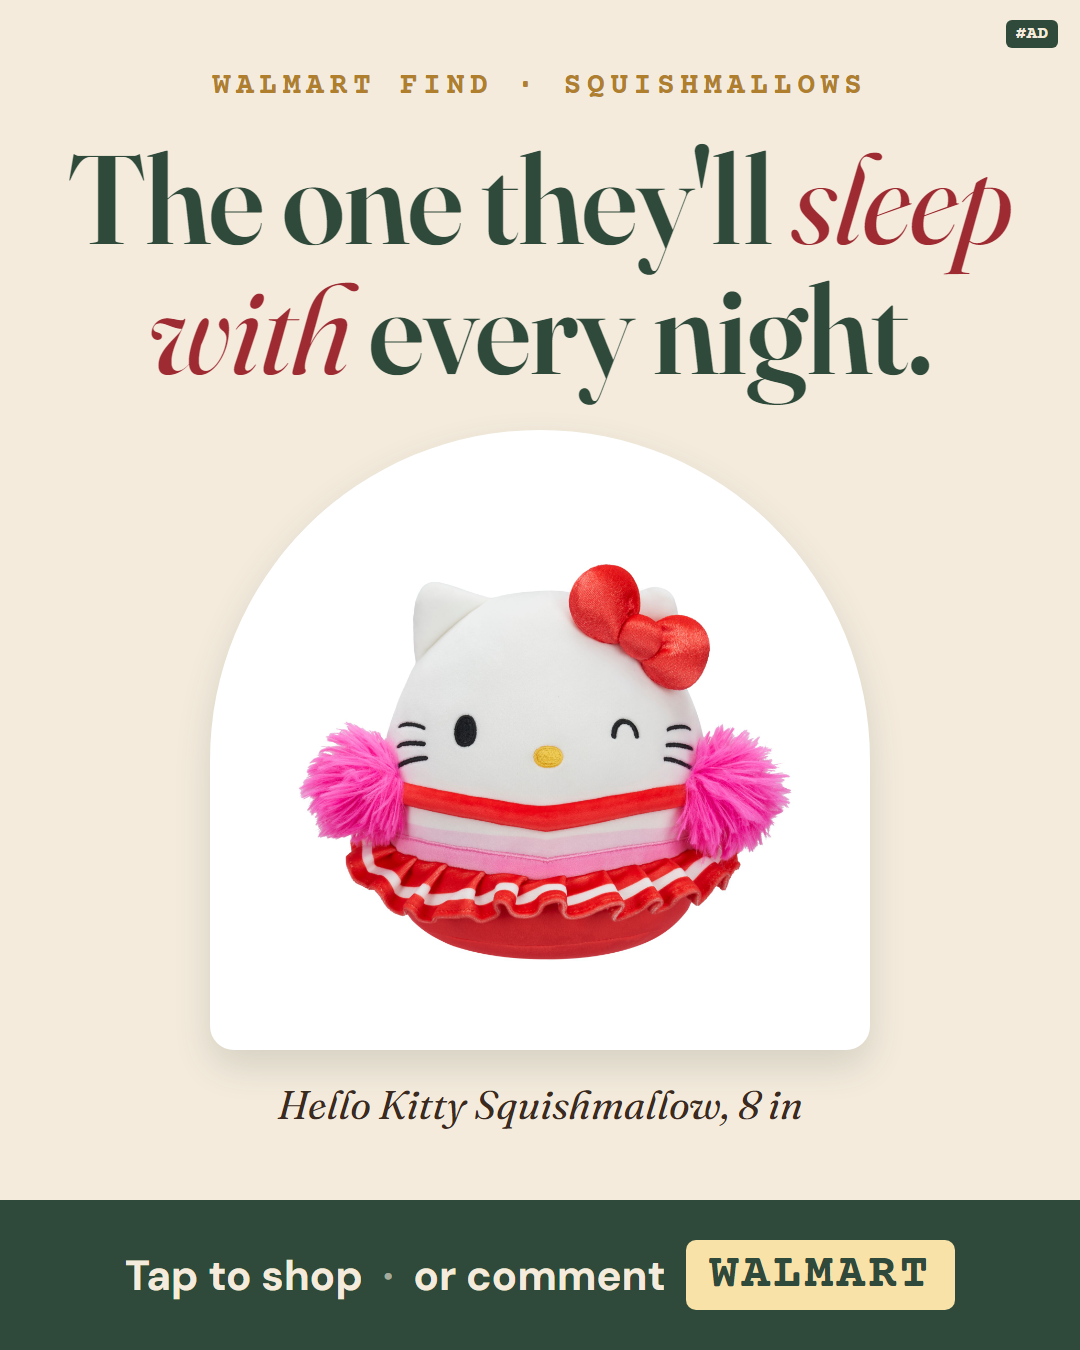 #AD
WALMART FIND · SQUISHMALLOWS
The one they'll sleep
with every night.
Hello Kitty Squishmallow, 8 in
Tap to shop · or comment WALMART